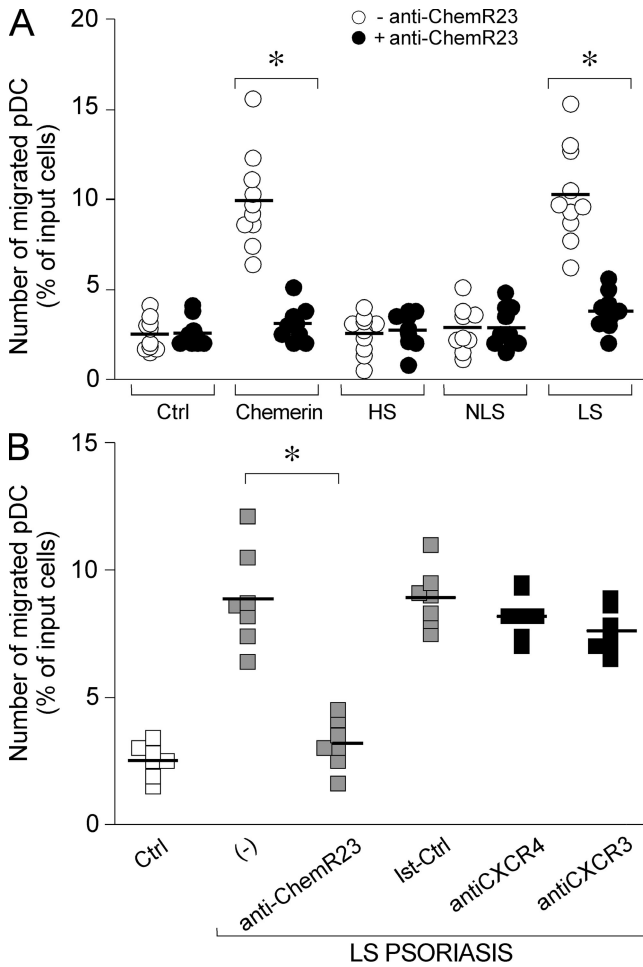 A
- anti-ChemR23
+ anti-ChemR23
Number of migrated pDC
(% of input cells)
20
15
10
5
0
*
*
Ctrl
Chemerin
HS
NLS
LS
B
Number of migrated pDC
(% of input cells)
15
10
5
0
*
Ctrl
(-)
anti-ChemR23
Ist-Ctrl
antiCXCR4
antiCXCR3
LS PSORIASIS